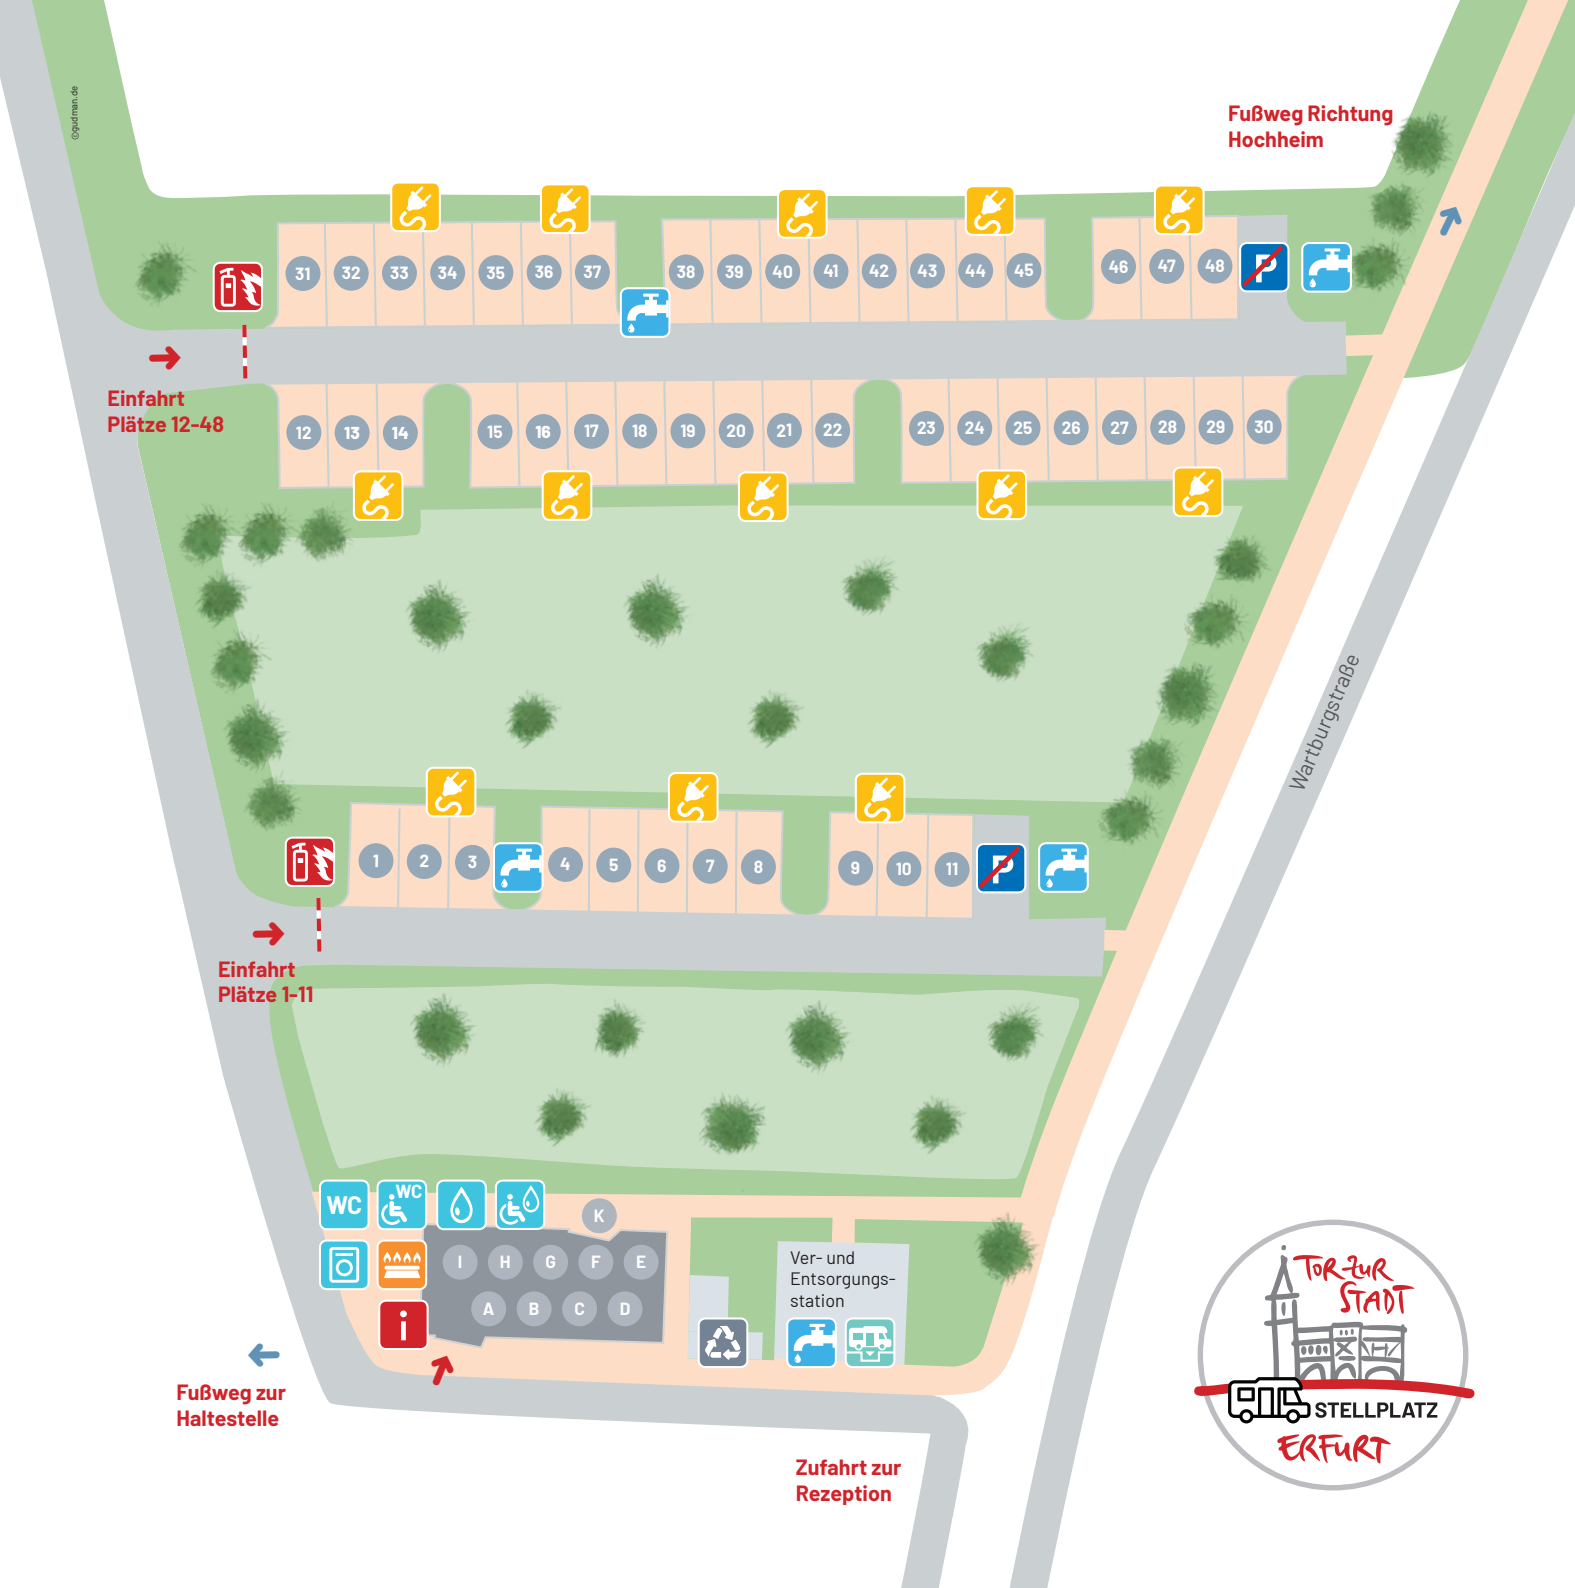 ©gudman.de
Fußweg Richtung
Hochheim
31 32 33 34 35 36 37 38 39 40 41 42 43 44 45 46 47 48 P
Einfahrt
Plätze 12-48
12 13 14 15 16 17 18 19 20 21 22 23 24 25 26 27 28 29 30
Wartburgstraße
1 2 3 4 5 6 7 8 9 10 11 P
Einfahrt
Plätze 1-11
WC WC
K
I H G F E
A B C D
i
Ver- und
Entsorgungs-
station
Fußweg zur
Haltestelle
Zufahrt zur
Rezeption
TOR ZUR
STADT
STELLPLATZ
ERFURT